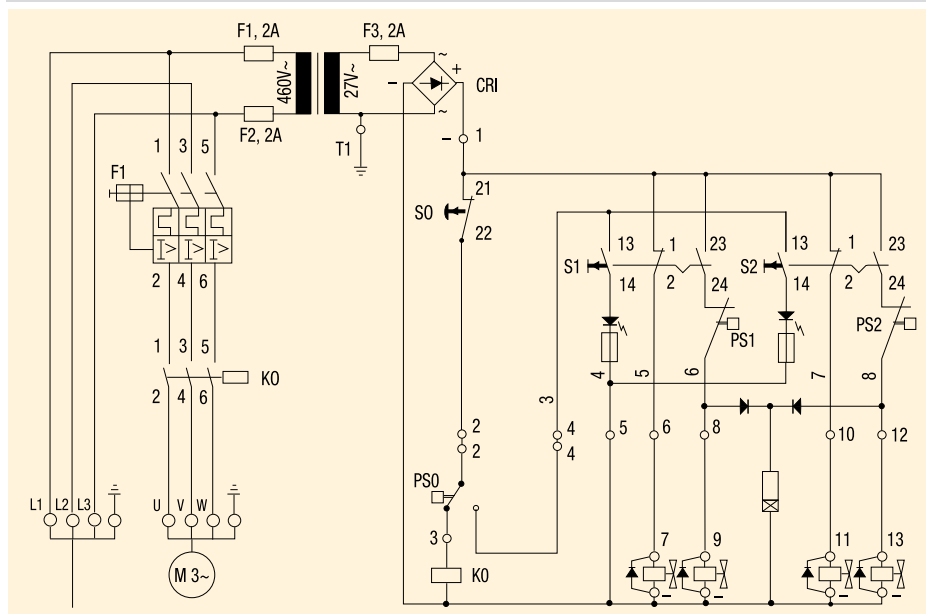 F1, 2A
F3, 2A
~
+
460V~
27V~
−
CRI
~
F2, 2A
T1
− 1
1 3 5
F1
2 4 6
21
S0
22
13 1 23 13 1 23
S1 S2
14 2 24 14 2 24
PS1 PS2
1 3 5
K0
2 4 6
3 4 5 6 7 8
2 4 5 6 8 10 12
2 4
PS0
L1 L2 L3 U V W
3
7 9 11 13
M 3~
K0
− − − −